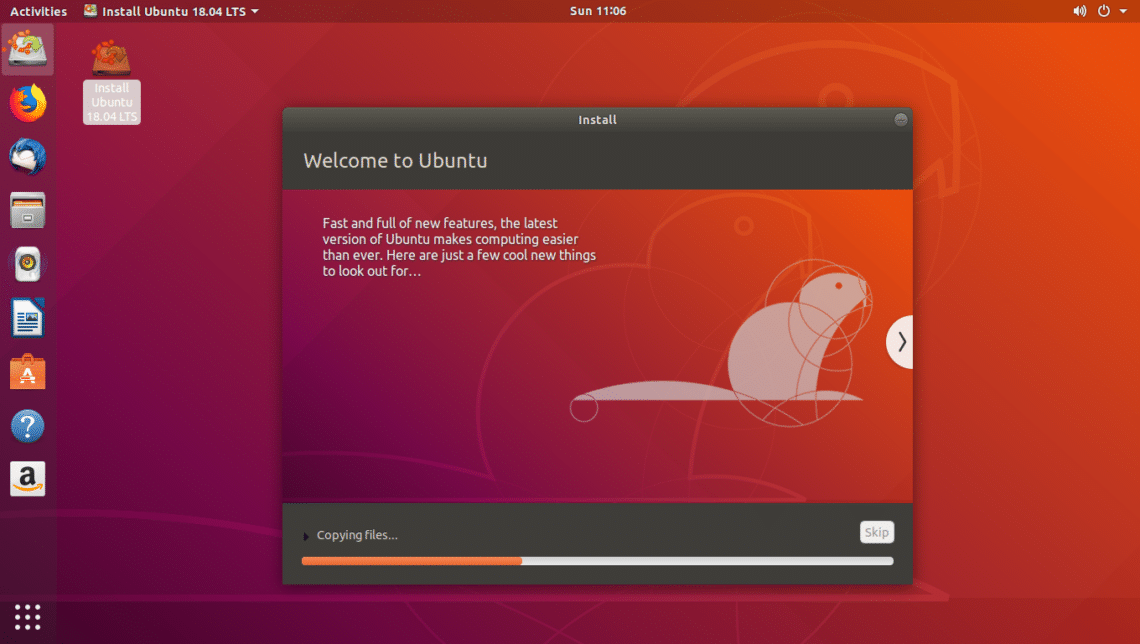 Activities Install Ubuntu 18.04 LTS Sun 11:06
Install
Ubuntu
18.04 LTS
Install
Welcome to Ubuntu
Fast and full of new features, the latest
version of Ubuntu makes computing easier
than ever. Here are just a few cool new things
to look out for...
Copying files...
Skip
?
a